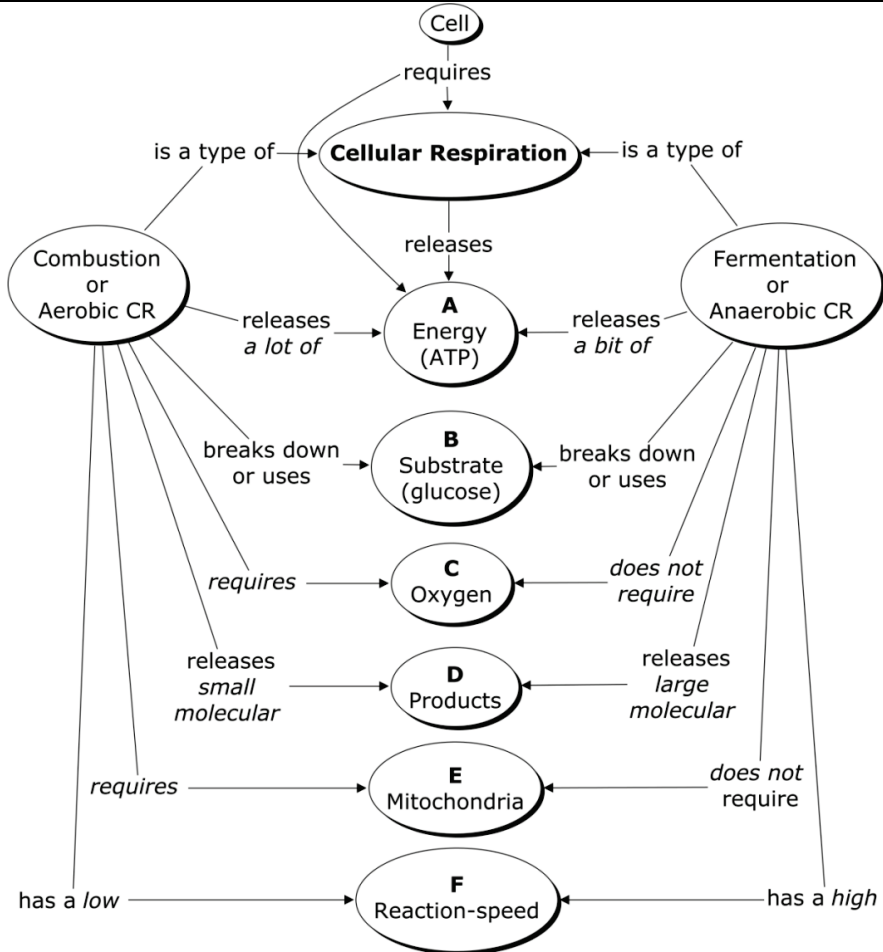 Cell
requires
Cellular Respiration
is a type of
is a type of
releases
Combustion
or
Aerobic CR
Fermentation
or
Anaerobic CR
releases
a lot of
A
Energy
(ATP)
releases
a bit of
breaks down
or uses
B
Substrate
(glucose)
breaks down
or uses
requires
C
Oxygen
does not
require
releases
small
molecular
D
Products
releases
large
molecular
requires
E
Mitochondria
does not
require
has a low
F
Reaction-speed
has a high